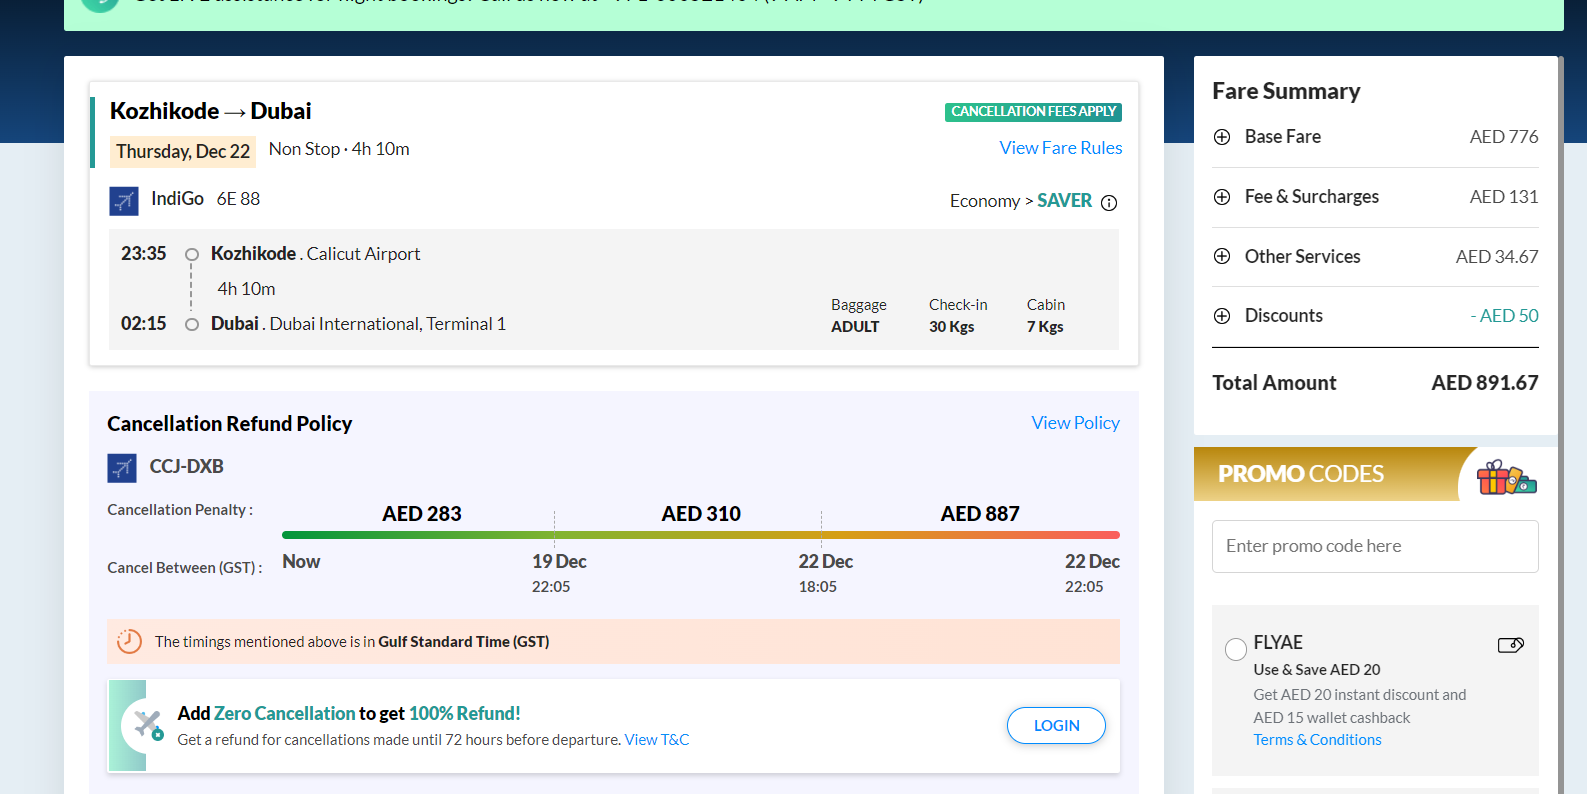 Kozhikode → Dubai
CANCELLATION FEES APPLY
Thursday, Dec 22 Non Stop · 4h 10m
View Fare Rules
IndiGo 6E 88
Economy > SAVER
23:35 Kozhikode . Calicut Airport
4h 10m
02:15 Dubai . Dubai International, Terminal 1
Baggage Check-in Cabin
ADULT 30 Kgs 7 Kgs
Cancellation Refund Policy
View Policy
CCJ-DXB
Cancellation Penalty : AED 283 AED 310 AED 887
Cancel Between (GST) : Now 19 Dec 22 Dec 22 Dec
22:05 18:05 22:05
The timings mentioned above is in Gulf Standard Time (GST)
Add Zero Cancellation to get 100% Refund!
Get a refund for cancellations made until 72 hours before departure. View T&C
LOGIN
Fare Summary
Base Fare AED 776
Fee & Surcharges AED 131
Other Services AED 34.67
Discounts - AED 50
Total Amount AED 891.67
PROMO CODES
Enter promo code here
FLYAE
Use & Save AED 20
Get AED 20 instant discount and
AED 15 wallet cashback
Terms & Conditions